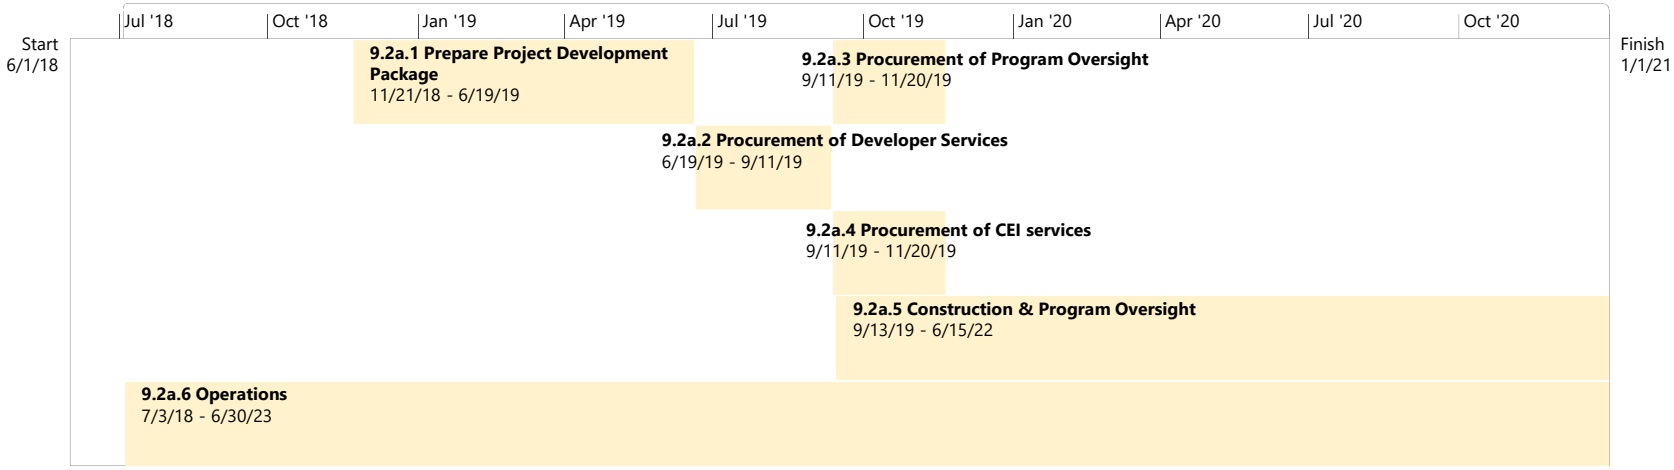 Jul '18 Oct '18 Jan '19 Apr '19 Jul '19 Oct '19 Jan '20 Apr '20 Jul '20 Oct '20
Start
6/1/18
Finish
1/1/21
9.2a.1 Prepare Project Development
Package
11/21/18 - 6/19/19
9.2a.3 Procurement of Program Oversight
9/11/19 - 11/20/19
9.2a.2 Procurement of Developer Services
6/19/19 - 9/11/19
9.2a.4 Procurement of CEI services
9/11/19 - 11/20/19
9.2a.5 Construction & Program Oversight
9/13/19 - 6/15/22
9.2a.6 Operations
7/3/18 - 6/30/23